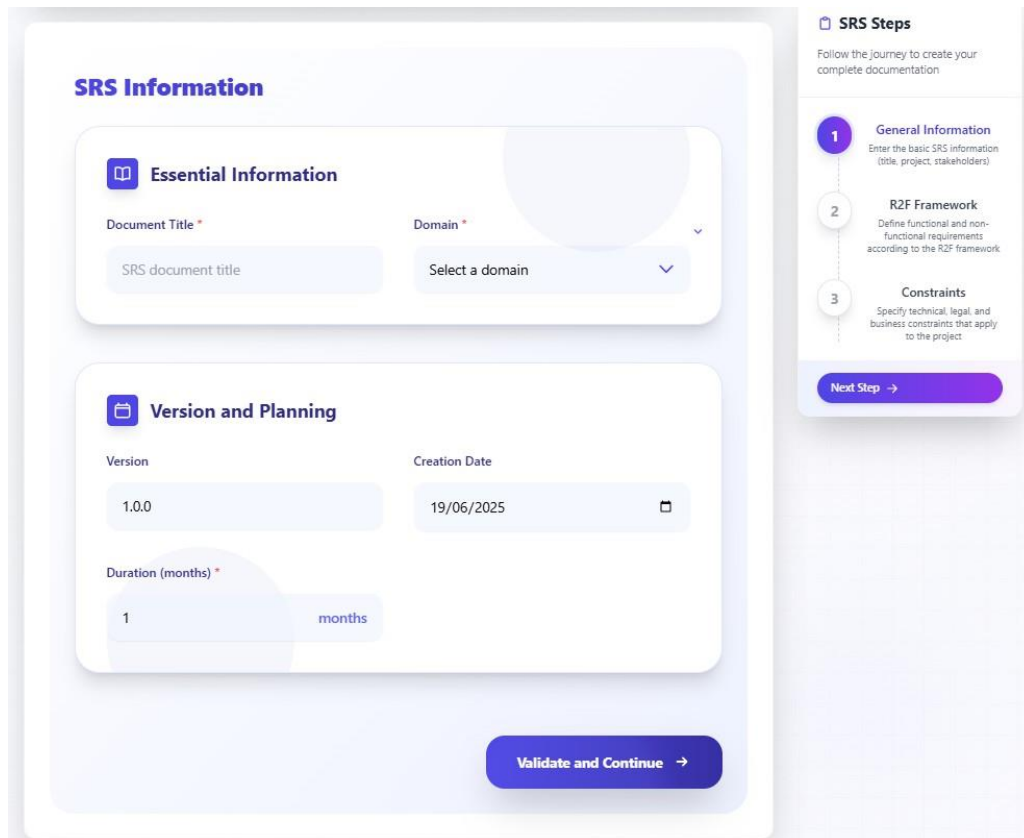 SRS Information
Essential Information
Document Title *
Domain *
SRS document title
Select a domain
Version and Planning
Version
Creation Date
1.0.0
19/06/2025
Duration (months) *
1
months
Validate and Continue →
SRS Steps
Follow the journey to create your
complete documentation
1
General Information
Enter the basic SRS information
(title, project, stakeholders)
2
R2F Framework
Define functional and non-
functional requirements
according to the R2F framework
3
Constraints
Specify technical, legal, and
business constraints that apply
to the project
Next Step →